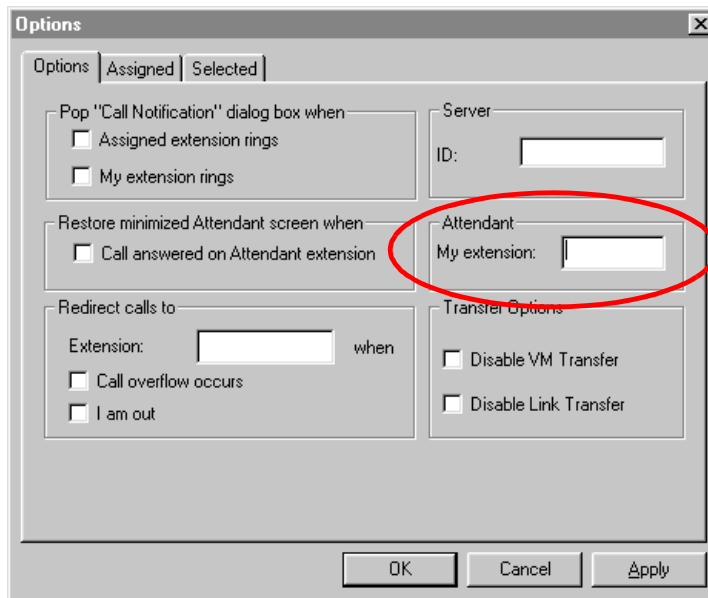 Options
Options Assigned Selected
Pop "Call Notification" dialog box when
Assigned extension rings
My extension rings
Server
ID:
Restore minimized Attendant screen when
Call answered on Attendant extension
Attendant
My extension:
Redirect calls to
Extension: when
Call overflow occurs
I am out
Transfer Options
Disable VM Transfer
Disable Link Transfer
OK Cancel Apply